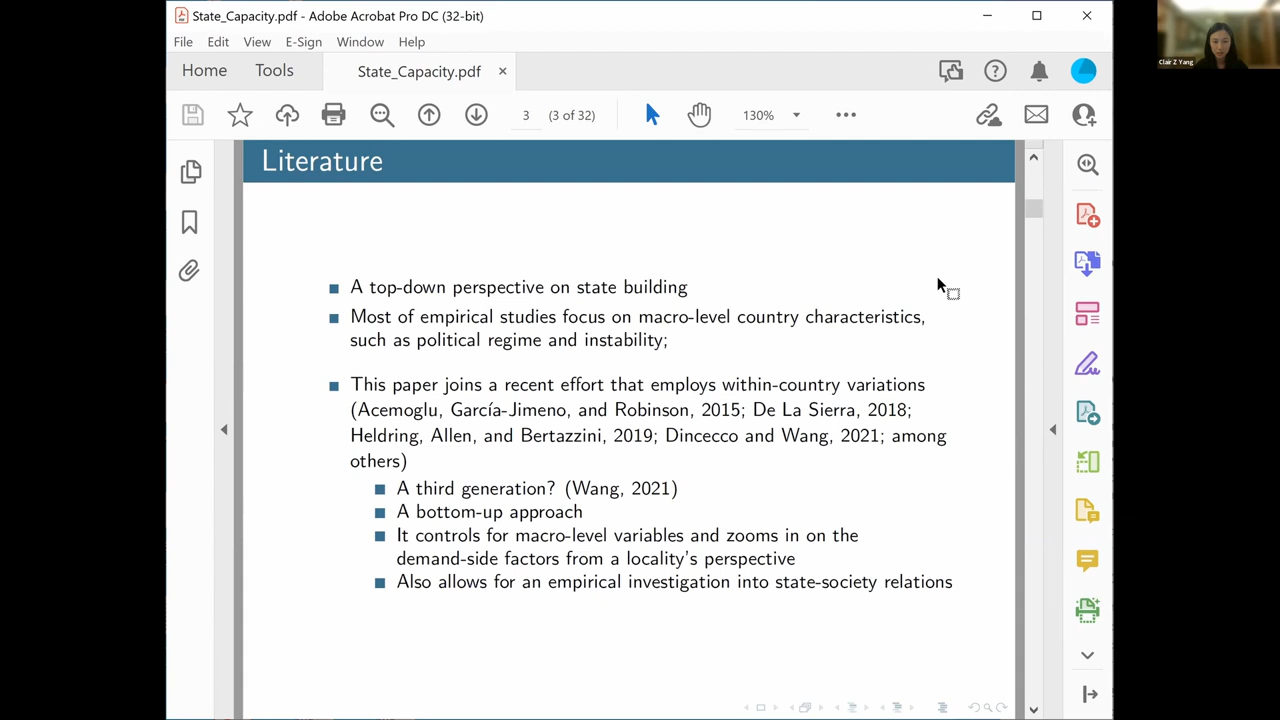 State_Capacity.pdf - Adobe Acrobat Pro DC (32-bit)
File Edit View E-Sign Window Help
Home Tools State_Capacity.pdf ×
3 (3 of 32) 130%
Clair Z Yang
Literature
A top-down perspective on state building
Most of empirical studies focus on macro-level country characteristics,
such as political regime and instability;
This paper joins a recent effort that employs within-country variations
(Acemoglu, García-Jimeno, and Robinson, 2015; De La Sierra, 2018;
Heldring, Allen, and Bertazzini, 2019; Dincecco and Wang, 2021; among
others)
A third generation? (Wang, 2021)
A bottom-up approach
It controls for macro-level variables and zooms in on the
demand-side factors from a locality's perspective
Also allows for an empirical investigation into state-society relations